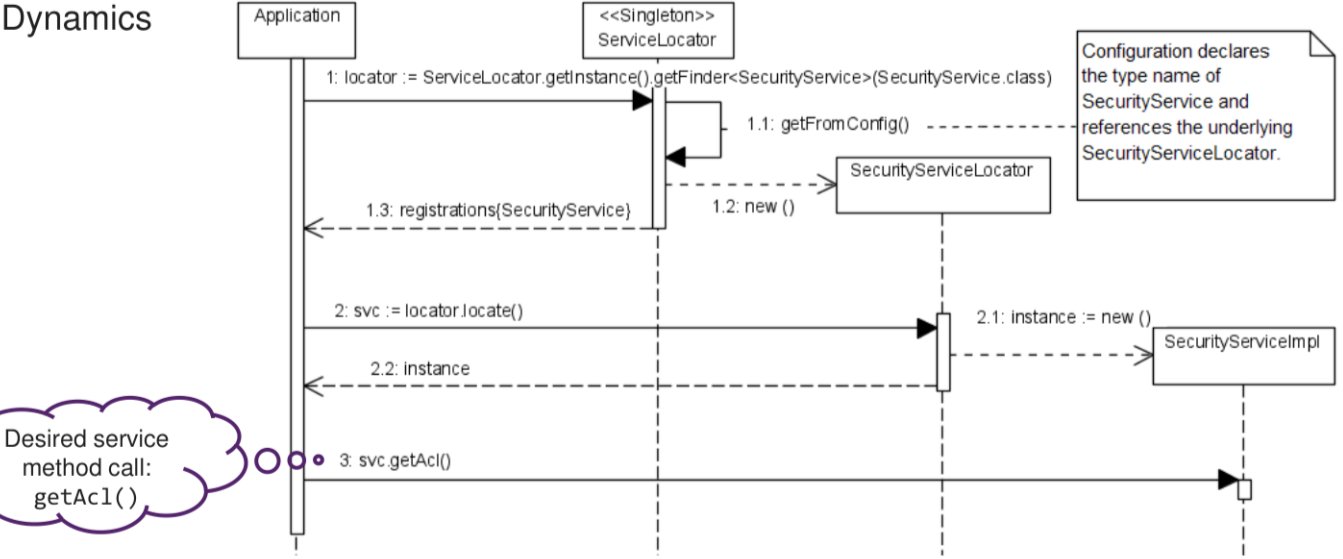 Dynamics
Application
<<Singleton>>
ServiceLocator
Configuration declares
the type name of
SecurityService and
references the underlying
SecurityServiceLocator.
1: locator := ServiceLocator.getInstance().getFinder<SecurityService>(SecurityService.class)
1.1: getFromConfig()
SecurityServiceLocator
1.2: new ()
1.3: registrations{SecurityService}
2: svc := locator.locate()
2.1: instance := new ()
SecurityServiceImpl
2.2: instance
Desired service
method call:
getAcl()
3: svc.getAcl()